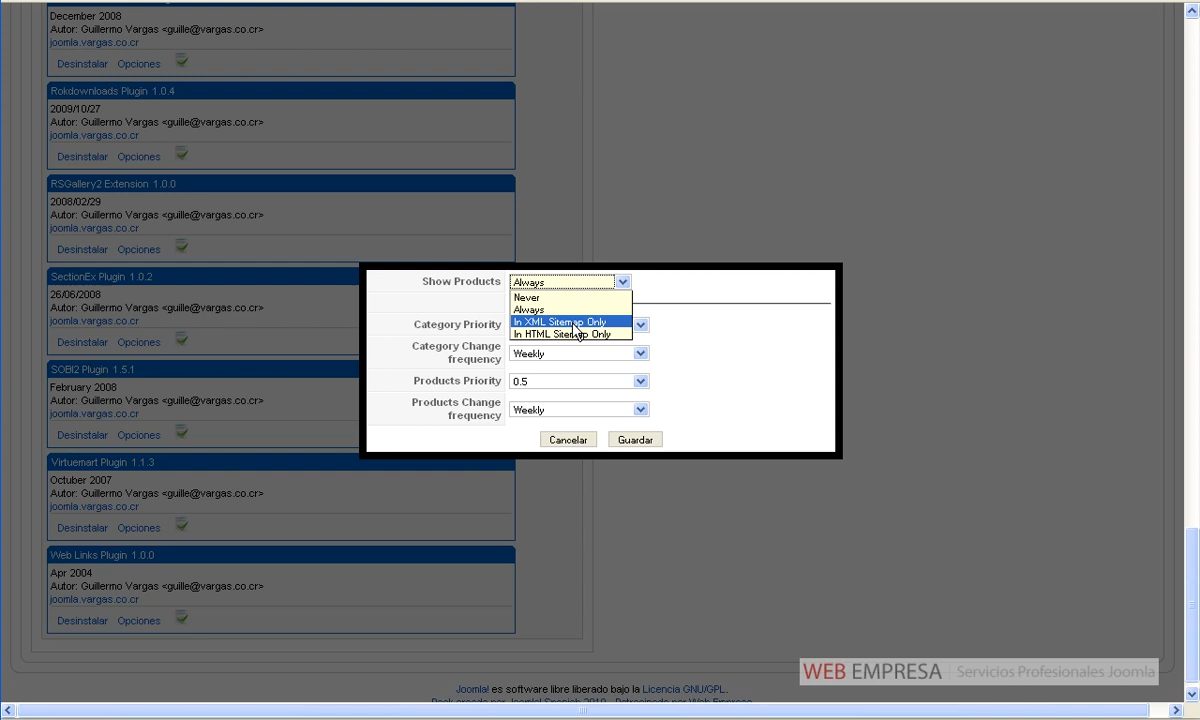 December 2008
Autor: Guillermo Vargas <guille@vargas.co.cr>
joomla.vargas.co.cr
Desinstalar Opciones
Rokdownloads Plugin 1.0.4
2009/10/27
Autor: Guillermo Vargas <guille@vargas.co.cr>
joomla.vargas.co.cr
Desinstalar Opciones
RSGallery2 Extension 1.0.0
2008/02/29
Autor: Guillermo Vargas <guille@vargas.co.cr>
joomla.vargas.co.cr
Desinstalar Opciones
SectionEx Plugin 1.0.2
26/06/2008
Autor: Guillermo Vargas <guille@vargas.co.cr>
joomla.vargas.co.cr
Desinstalar Opciones
SOBI2 Plugin 1.5.1
February 2008
Autor: Guillermo Vargas <guille@vargas.co.cr>
joomla.vargas.co.cr
Desinstalar Opciones
Virtuemart Plugin 1.1.3
Octuber 2007
Autor: Guillermo Vargas <guille@vargas.co.cr>
joomla.vargas.co.cr
Desinstalar Opciones
Web Links Plugin 1.0.0
Apr 2004
Autor: Guillermo Vargas <guille@vargas.co.cr>
joomla.vargas.co.cr
Desinstalar Opciones
Show Products Always
Never
Always
In XML Sitemap Only
In HTML Sitemap Only
Category Priority
Category Change
frequency Weekly
Products Priority 0.5
Products Change
frequency Weekly
Cancelar Guardar
WEB EMPRESA Servicios Profesionales Joomla
Joomla! es software libre liberado bajo la Licencia GNU/GPL.